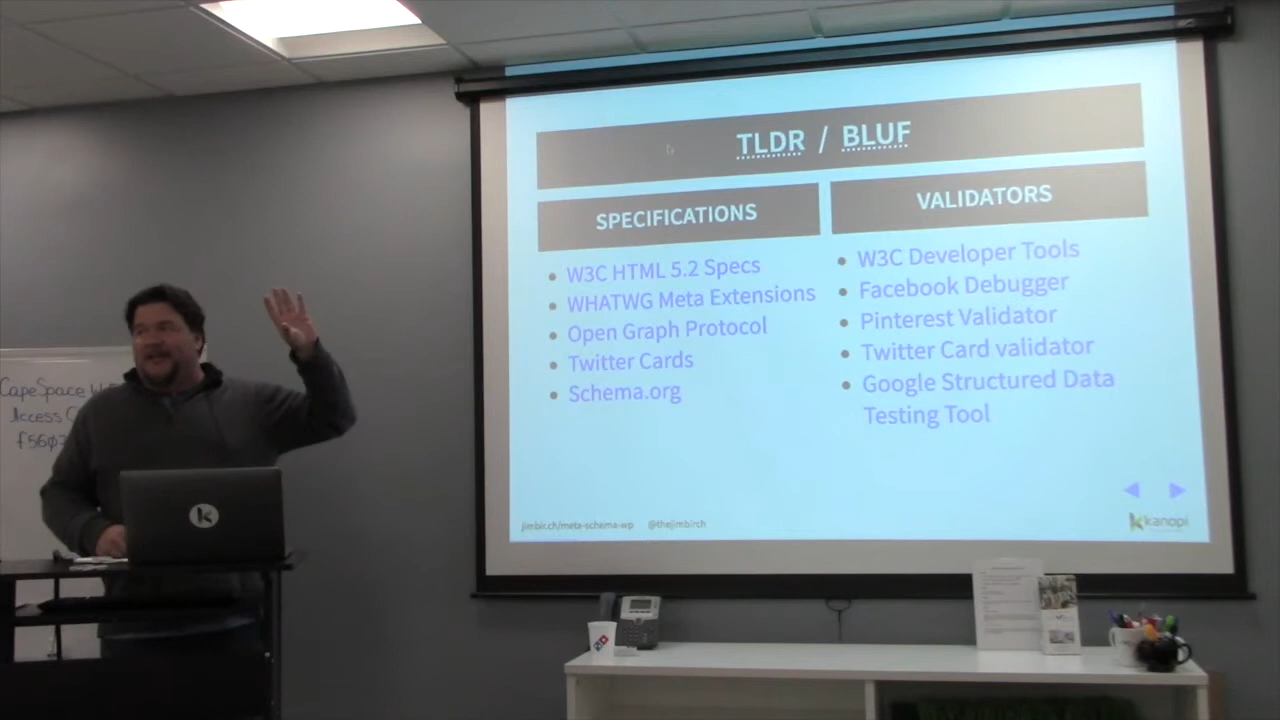 TLDR / BLUF
SPECIFICATIONS
W3C HTML 5.2 Specs
WHATWG Meta Extensions
Open Graph Protocol
Twitter Cards
Schema.org
VALIDATORS
W3C Developer Tools
Facebook Debugger
Pinterest Validator
Twitter Card validator
Google Structured Data
Testing Tool
jimbir.ch/meta-schema-wp @thejimbirch
kanopi
CapeSpace
Access